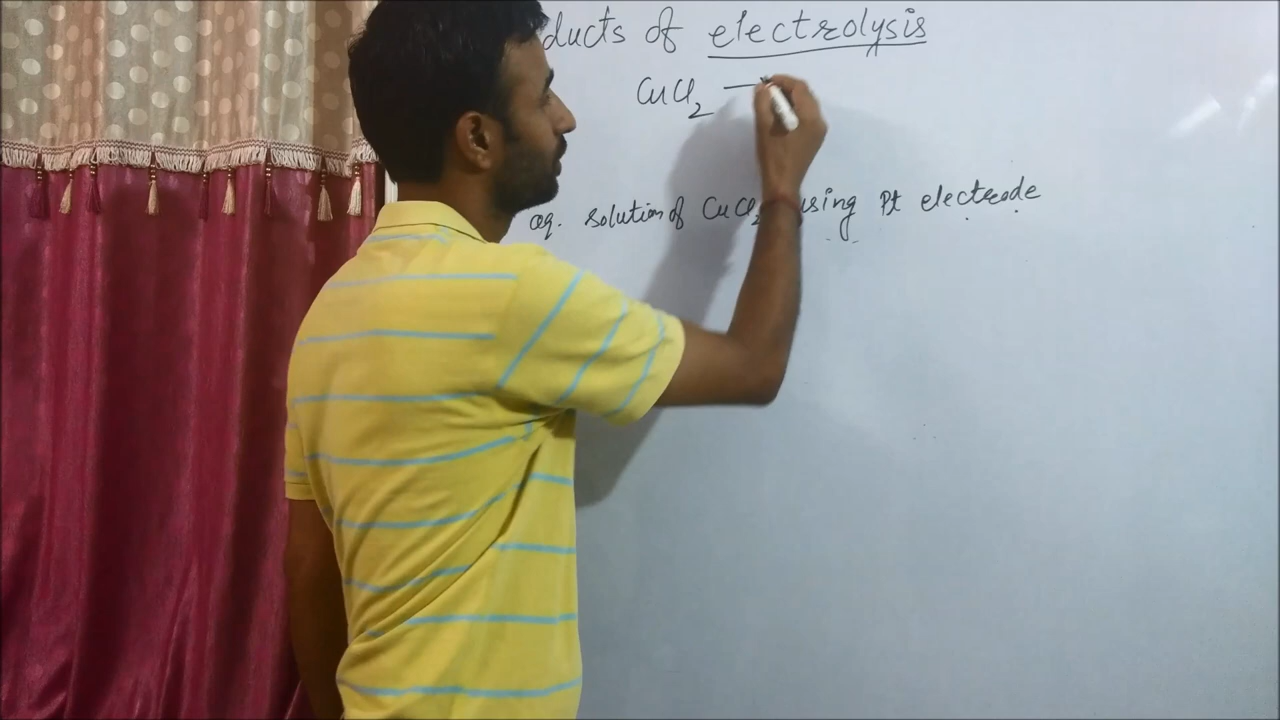 ducts of electrolysis
CuCl2 —
aq. solution of CuCl2 using Pt electrode